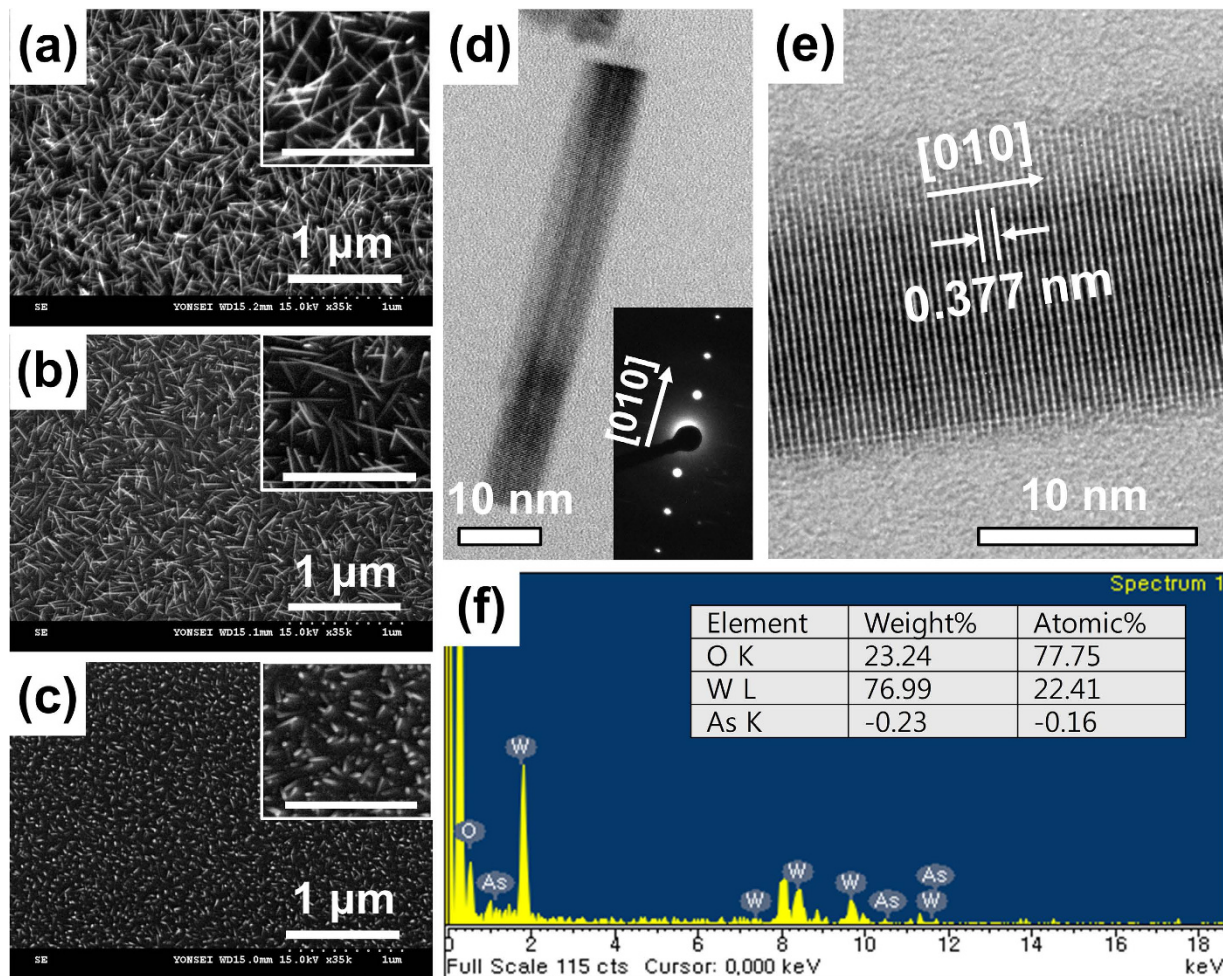 (a)
1 µm
SE YONSEI WD15.2mm 15.0kV x35k 1um
(b)
1 µm
SE YONSEI WD15.1mm 15.0kV x35k 1um
(c)
1 µm
SE YONSEI WD15.0mm 15.0kV x35k 1um
(d)
[010]
10 nm
(e)
[010]
0.377 nm
10 nm
(f)
Spectrum 1
Element Weight% Atomic%
O K 23.24 77.75
W L 76.99 22.41
As K -0.23 -0.16
W
O
As
W
W
W
As
As
W
0 2 4 6 8 10 12 14 16 18
Full Scale 115 cts Cursor: 0,000 keV keV